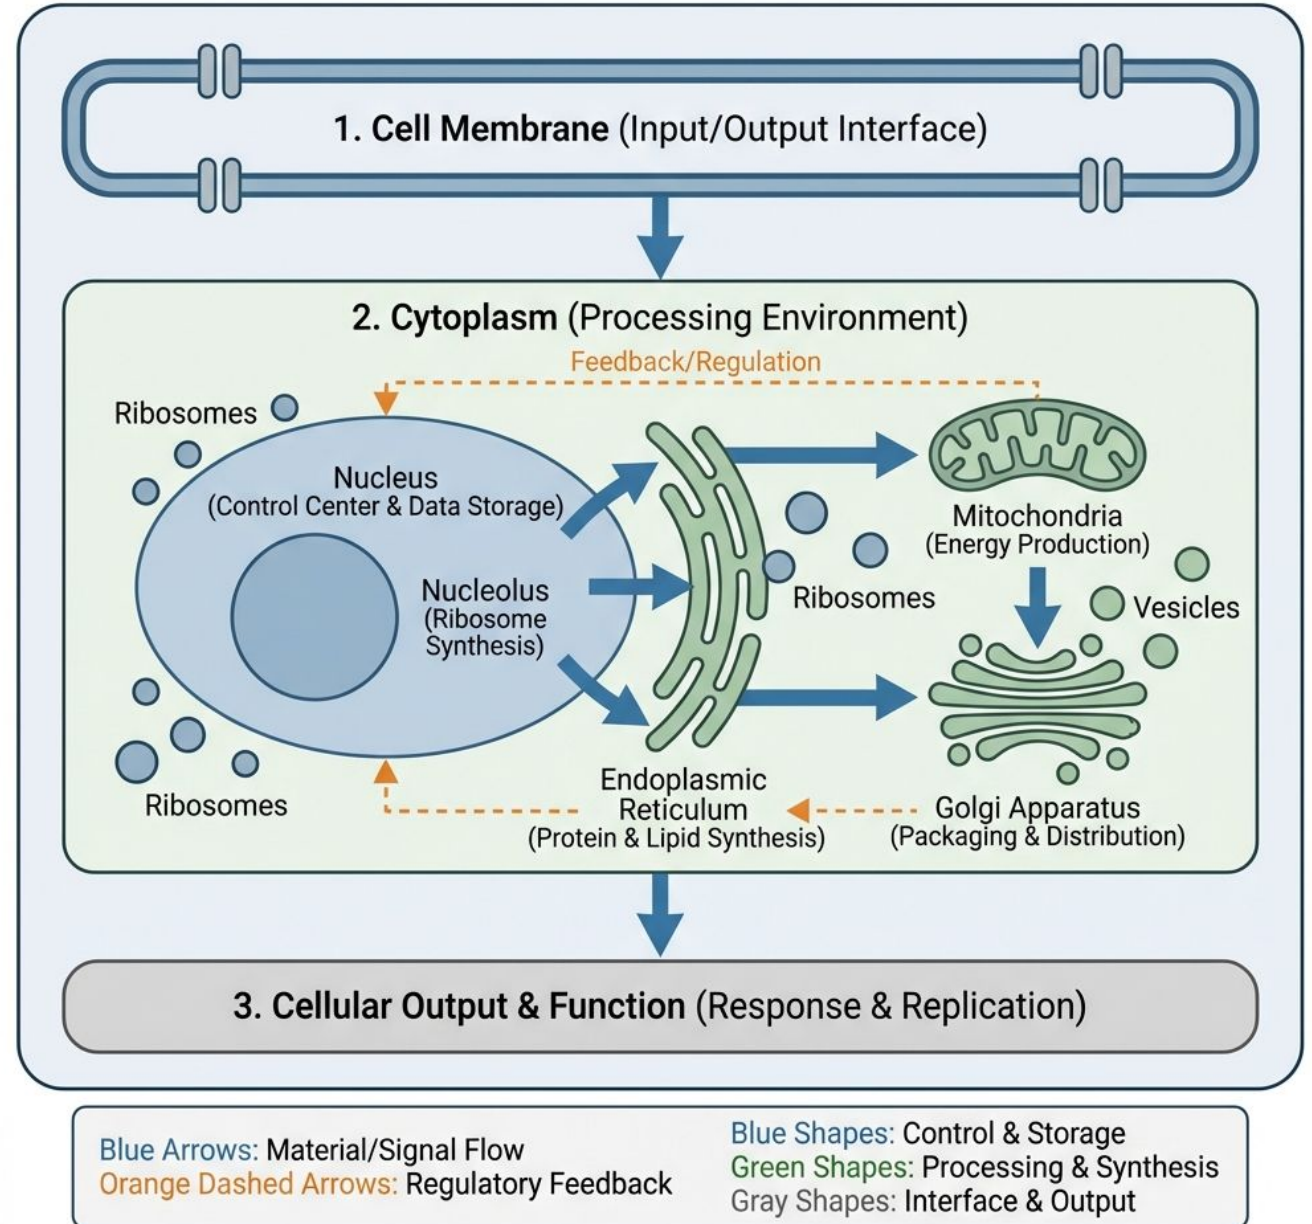 1. Cell Membrane (Input/Output Interface)
2. Cytoplasm (Processing Environment)
Feedback/Regulation
Ribosomes
Nucleus
(Control Center & Data Storage)
Nucleolus
(Ribosome
Synthesis)
Ribosomes
Mitochondria
(Energy Production)
Ribosomes
Vesicles
Endoplasmic
Reticulum
(Protein & Lipid Synthesis)
Golgi Apparatus
(Packaging & Distribution)
3. Cellular Output & Function (Response & Replication)
Blue Arrows: Material/Signal Flow
Orange Dashed Arrows: Regulatory Feedback
Blue Shapes: Control & Storage
Green Shapes: Processing & Synthesis
Gray Shapes: Interface & Output